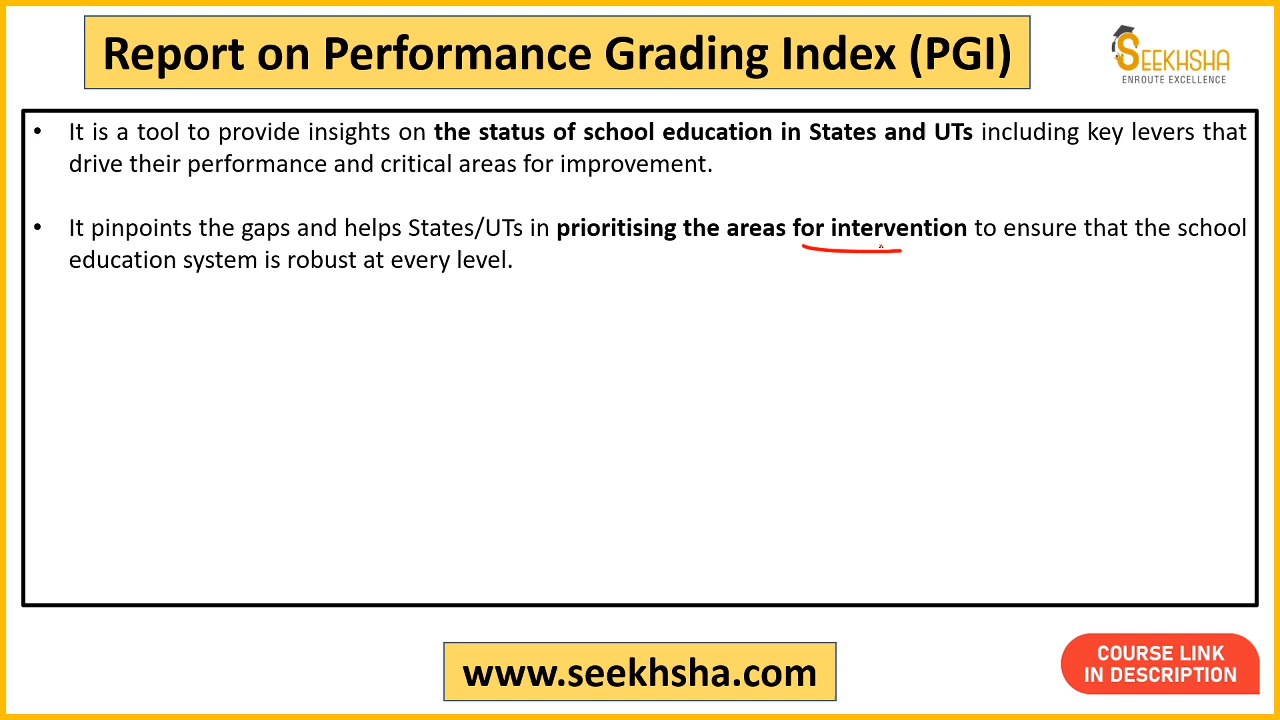 Report on Performance Grading Index (PGI)
SEEKHSHA
ENROUTE EXCELLENCE
• It is a tool to provide insights on the status of school education in States and UTs including key levers that
drive their performance and critical areas for improvement.
• It pinpoints the gaps and helps States/UTs in prioritising the areas for intervention to ensure that the school
education system is robust at every level.
www.seekhsha.com
COURSE LINK
IN DESCRIPTION